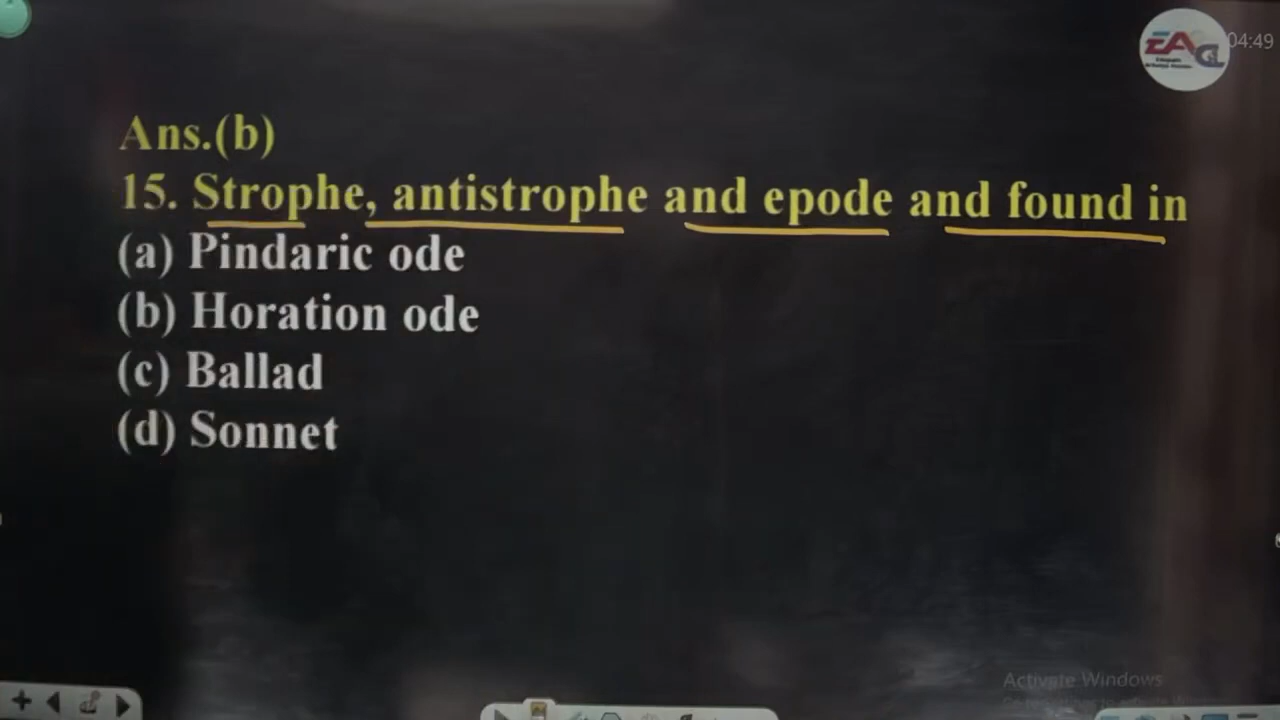 EAG
04:49
Ans.(b)
15. Strophe, antistrophe and epode and found in
(a) Pindaric ode
(b) Horation ode
(c) Ballad
(d) Sonnet
Activate Windows